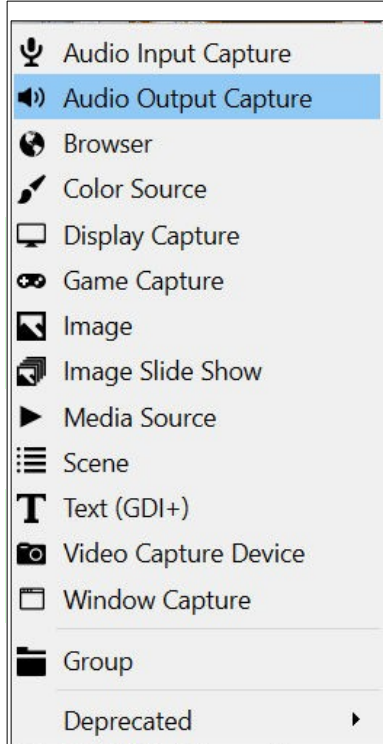 Audio Input Capture
Audio Output Capture
Browser
Color Source
Display Capture
Game Capture
Image
Image Slide Show
Media Source
Scene
Text (GDI+)
Video Capture Device
Window Capture
Group
Deprecated